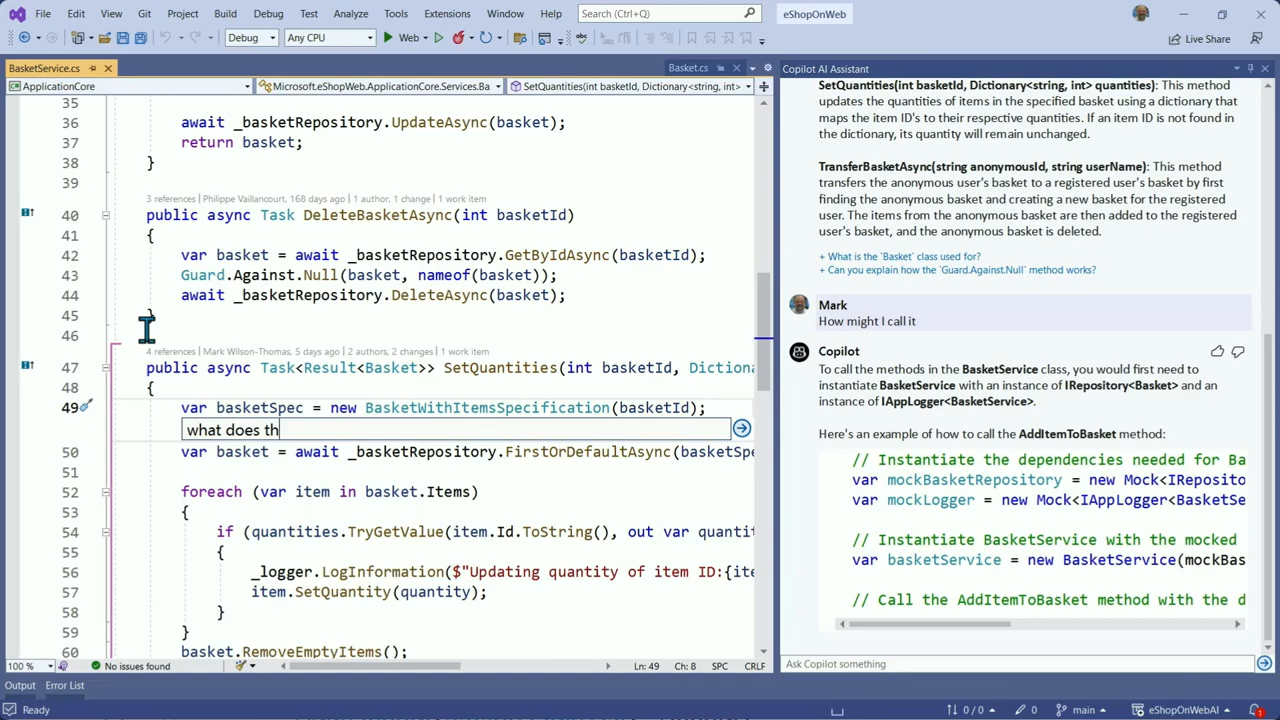 File Edit View Git Project Build Debug Test Analyze Tools Extensions Window Help Search (Ctrl+Q) eShopOnWeb
Debug Any CPU Web Live Share
BasketService.cs Basket.cs
ApplicationCore Microsoft.eShopWeb.ApplicationCore.Services.Ba SetQuantities(int basketId, Dictionary<string, int>
35
36 await _basketRepository.UpdateAsync(basket);
37 return basket;
38 }
39
3 references | Philippe Vaillancourt, 168 days ago | 1 author, 1 change | 1 work item
40 public async Task DeleteBasketAsync(int basketId)
41 {
42 var basket = await _basketRepository.GetByIdAsync(basketId);
43 Guard.Against.Null(basket, nameof(basket));
44 await _basketRepository.DeleteAsync(basket);
45 }
46
4 references | Mark Wilson-Thomas, 5 days ago | 2 authors, 2 changes | 1 work item
47 public async Task<Result<Basket>> SetQuantities(int basketId, Dictiona
48 {
49 var basketSpec = new BasketWithItemsSpecification(basketId);
what does th
50 var basket = await _basketRepository.FirstOrDefaultAsync(basketSpe
51
52 foreach (var item in basket.Items)
53 {
54 if (quantities.TryGetValue(item.Id.ToString(), out var quantit
55 {
56 _logger.LogInformation($"Updating quantity of item ID:{ite
57 item.SetQuantity(quantity);
58 }
59 }
60 basket.RemoveEmptyItems();
100 % No issues found Ln: 49 Ch: 8 SPC CRLF
Output Error List
Copilot AI Assistant
SetQuantities(int basketId, Dictionary<string, int> quantities): This method
updates the quantities of items in the specified basket using a dictionary that
maps the item ID's to their respective quantities. If an item ID is not found in
the dictionary, its quantity will remain unchanged.
TransferBasketAsync(string anonymousId, string userName): This method
transfers the anonymous user's basket to a registered user's basket by first
finding the anonymous basket and creating a new basket for the registered
user. The items from the anonymous basket are then added to the registered
user's basket, and the anonymous basket is deleted.
+ What is the `Basket` class used for?
+ Can you explain how the `Guard.Against.Null` method works?
Mark
How might I call it
Copilot
To call the methods in the BasketService class, you would first need to
instantiate BasketService with an instance of IRepository<Basket> and an
instance of IAppLogger<BasketService>.
Here's an example of how to call the AddItemToBasket method:
// Instantiate the dependencies needed for Ba
var mockBasketRepository = new Mock<IReposito
var mockLogger = new Mock<IAppLogger<BasketSe
// Instantiate BasketService with the mocked
var basketService = new BasketService(mockBas
// Call the AddItemToBasket method with the d
Ask Copilot something
Ready 0 / 0 0 main eShopOnWebAI 1